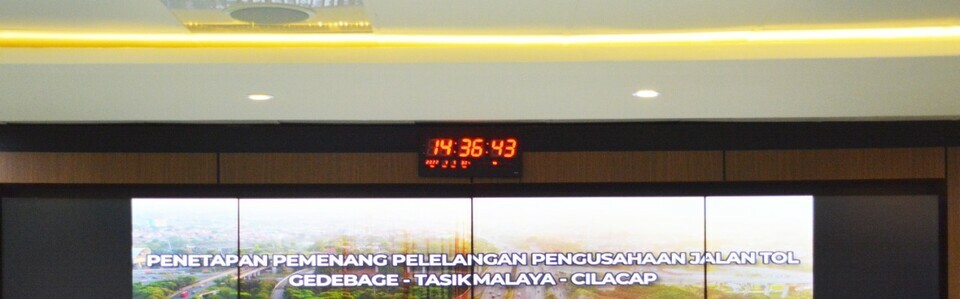 14:36:43
PENETAPAN PEMENANG PELELANGAN PENGUSAHAAN JALAN TOL
GEDEBAGE - TASIKMALAYA - CILACAP